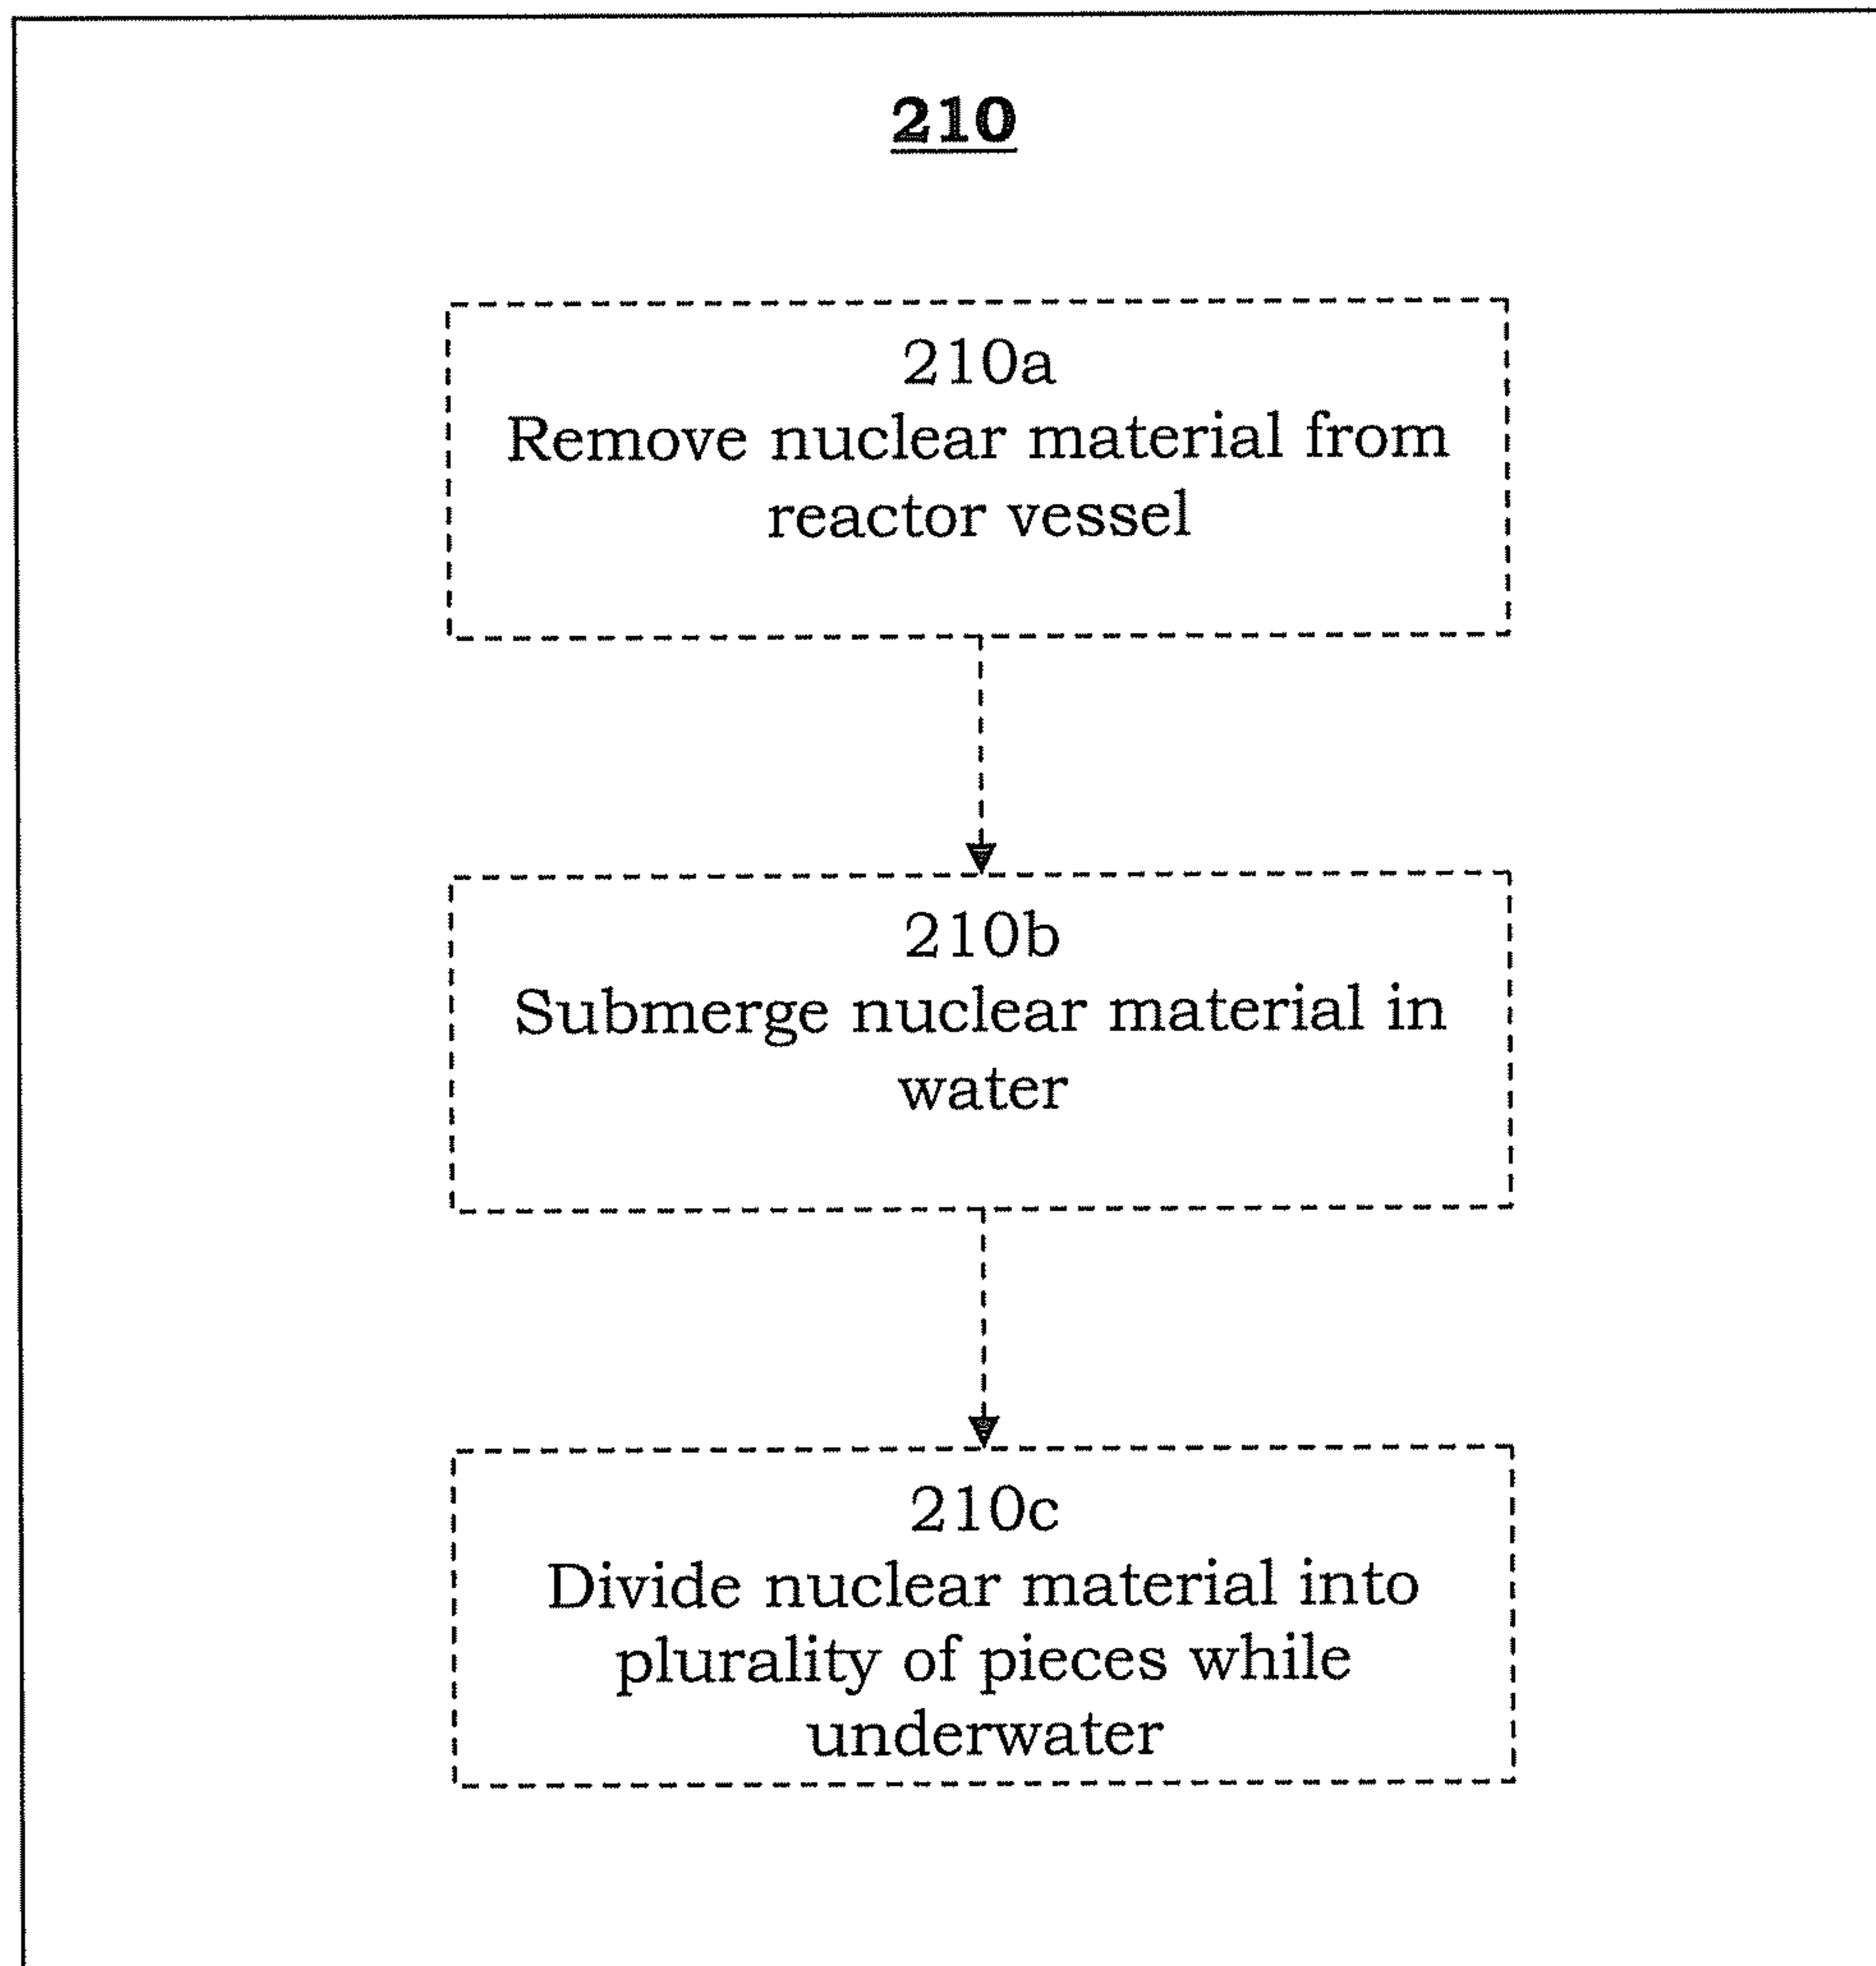 210
210a
Remove nuclear material from
reactor vessel
210b
Submerge nuclear material in
water
210c
Divide nuclear material into
plurality of pieces while
underwater